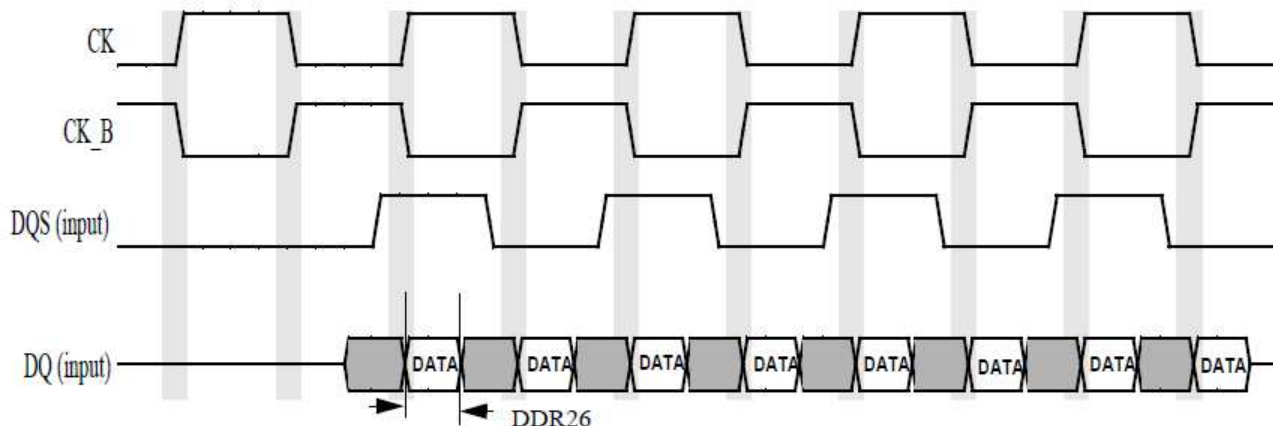 CK
CK_B
DQS (input)
DQ (input)
DATA DATA DATA DATA DATA DATA DATA DATA
DDR26